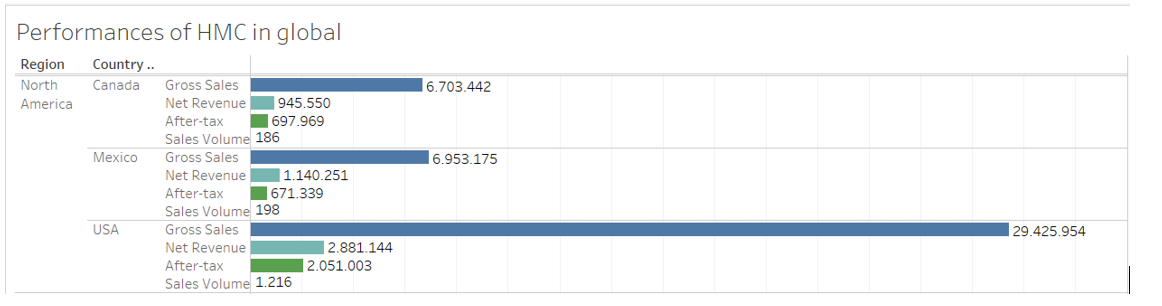 Performances of HMC in global
Region Country ..
North America Canada Gross Sales 6.703.442
Net Revenue 945.550
After-tax 697.969
Sales Volume 186
Mexico Gross Sales 6.953.175
Net Revenue 1.140.251
After-tax 671.339
Sales Volume 198
USA Gross Sales 29.425.954
Net Revenue 2.881.144
After-tax 2.051.003
Sales Volume 1.216